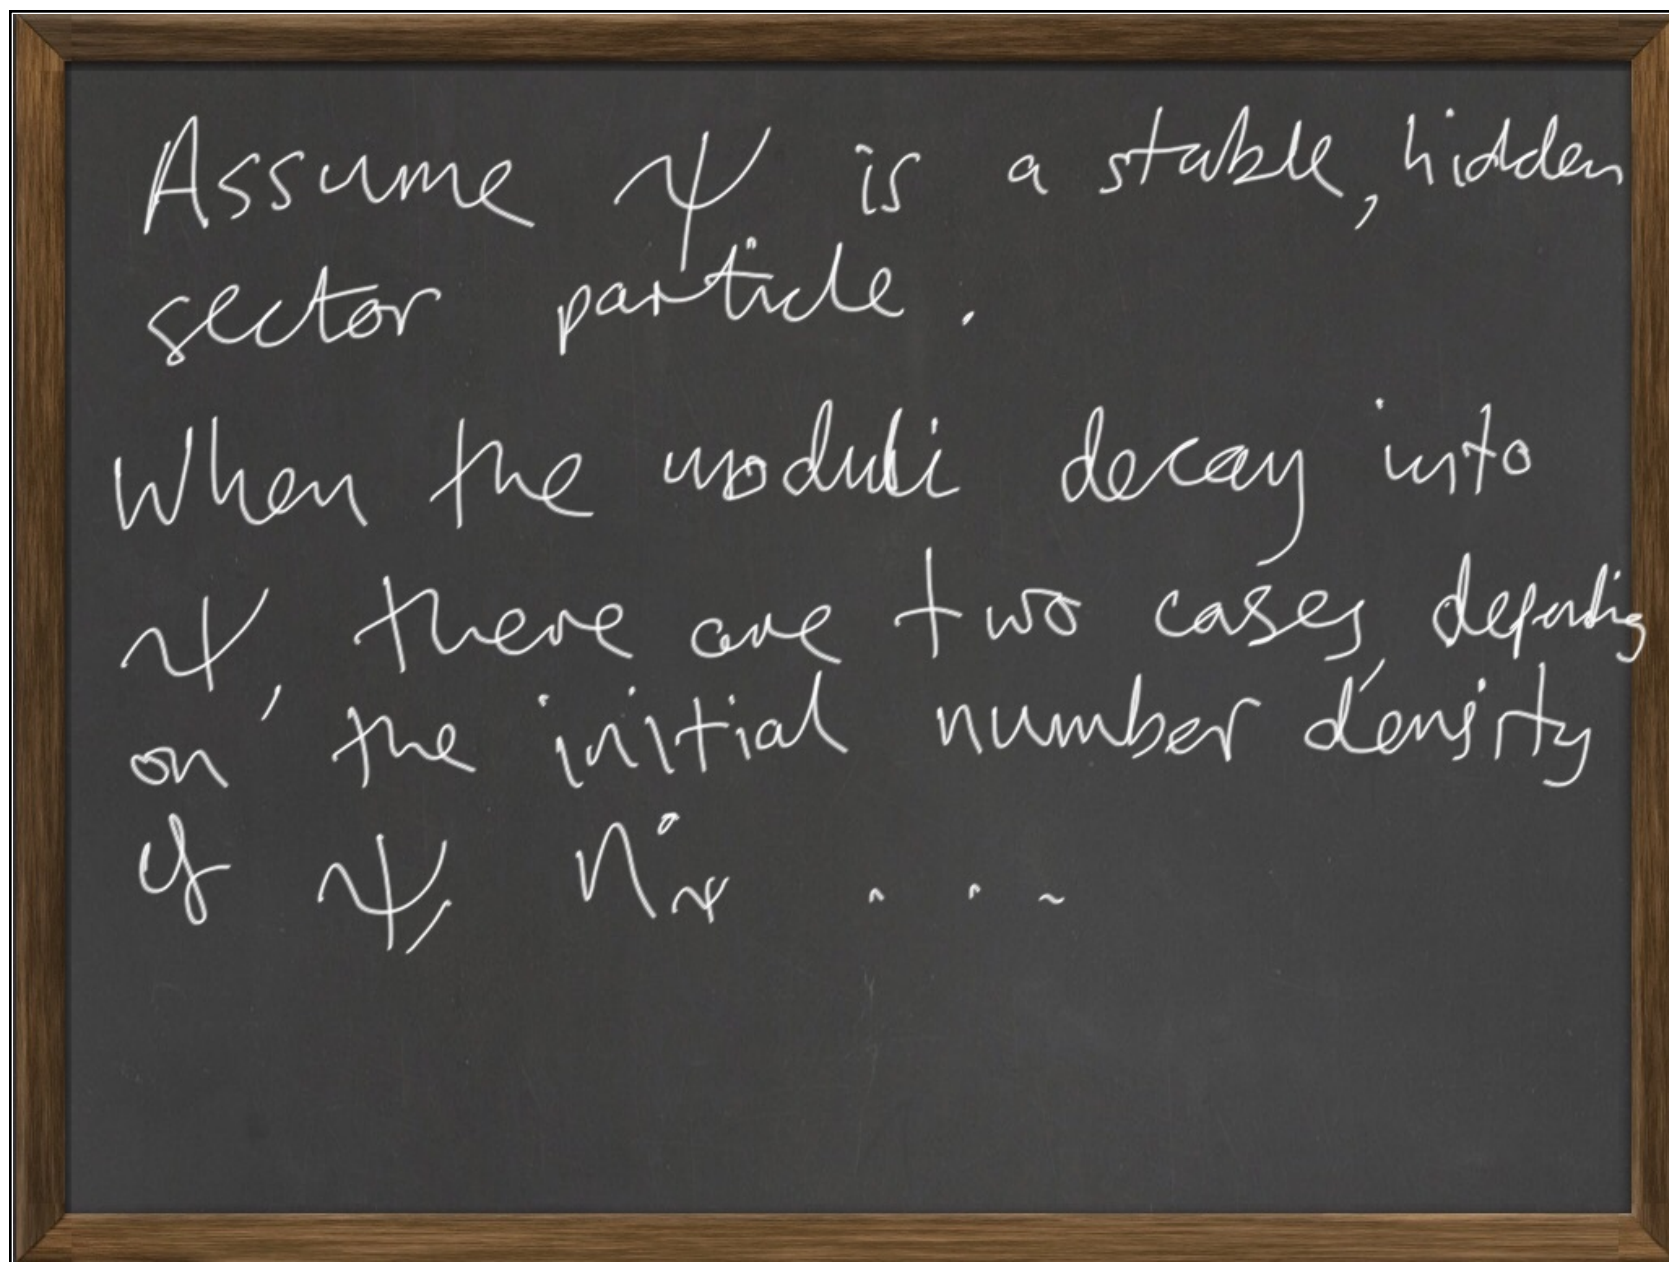 Assume ψ is a stable, hidden
sector particle.
When the moduli decay into
ψ, there are two cases, depending
on the initial number density
of ψ, n°ψ ...